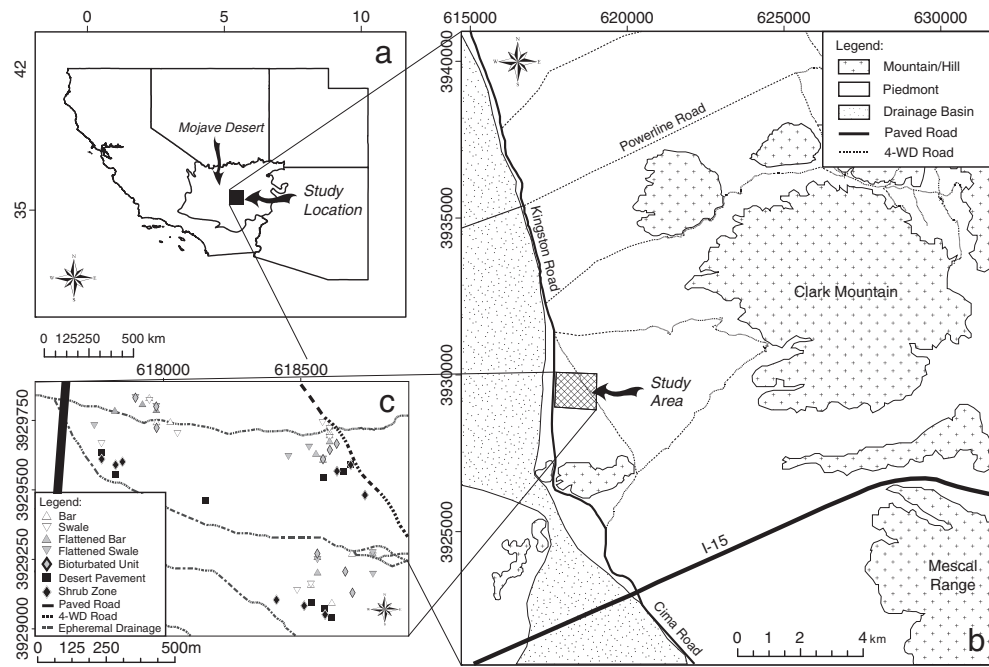 0 5 10
42
35
a
Mojave Desert
Study
Location
0 125250 500 km
615000 620000 625000 630000
3940000
3935000
3930000
3925000
Legend:
Mountain/Hill
Piedmont
Drainage Basin
Paved Road
4-WD Road
Powerline Road
Kingston Road
Clark Mountain
Study
Area
I-15
Mescal
Range
Cima Road
0 1 2 4 km
b
618000 618500
3929750
3929500
3929250
3929000
c
Legend:
Bar
Swale
Flattened Bar
Flattened Swale
Bioturbated Unit
Desert Pavement
Shrub Zone
Paved Road
4-WD Road
Ephemeral Drainage
0 125 250 500m